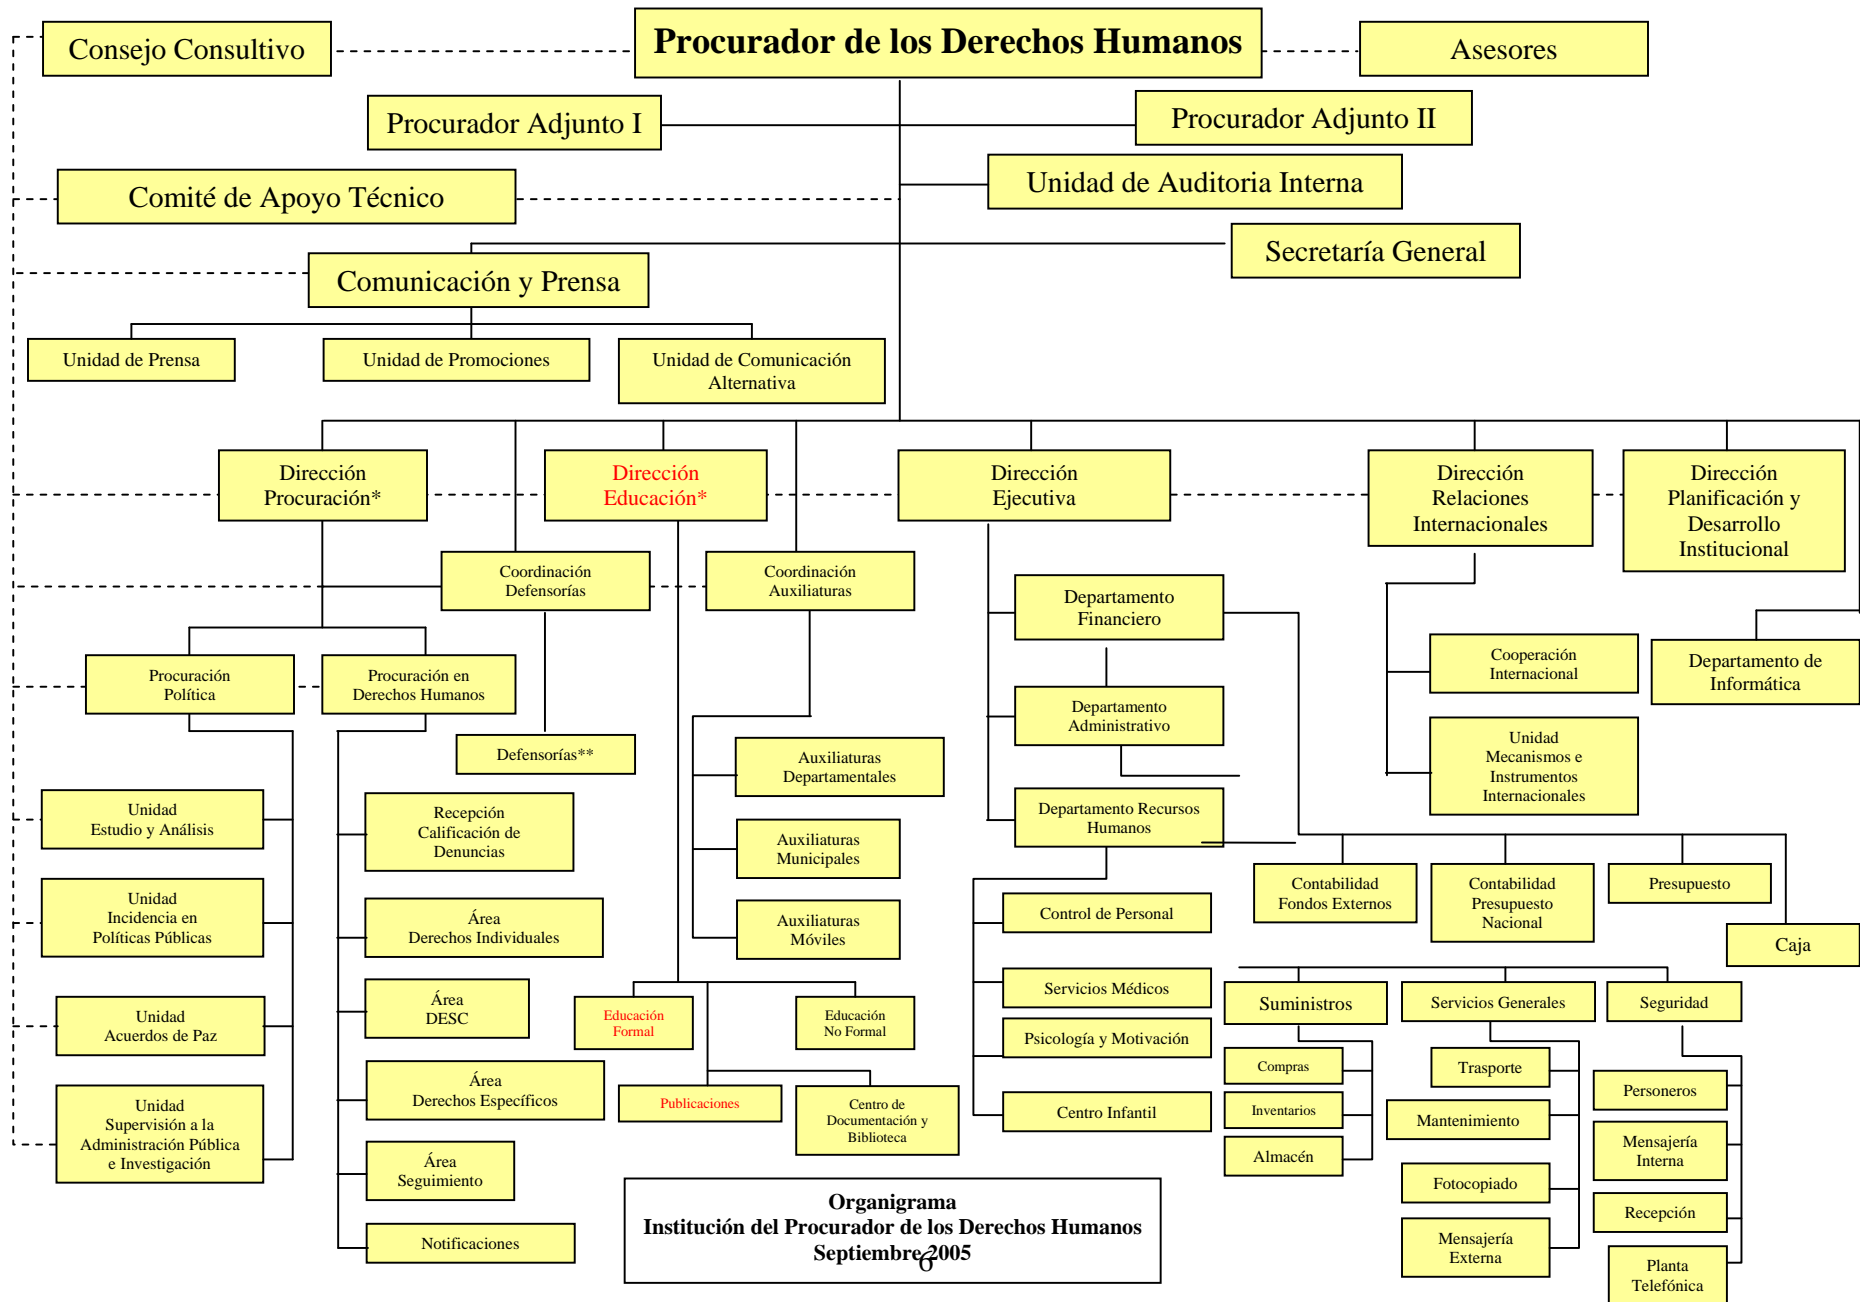 Consejo Consultivo
Procurador de los Derechos Humanos
Asesores
Procurador Adjunto I
Procurador Adjunto II
Comité de Apoyo Técnico
Unidad de Auditoria Interna
Secretaría General
Comunicación y Prensa
Unidad de Prensa
Unidad de Promociones
Unidad de Comunicación
Alternativa
Dirección
Procuración*
Dirección
Educación*
Dirección
Ejecutiva
Dirección
Relaciones
Internacionales
Dirección
Planificación y
Desarrollo
Institucional
Coordinación
Defensorías
Coordinación
Auxiliaturas
Departamento
Financiero
Procuración
Política
Procuración en
Derechos Humanos
Cooperación
Internacional
Departamento de
Informática
Departamento
Administrativo
Defensorías**
Auxiliaturas
Departamentales
Unidad
Mecanismos e
Instrumentos
Internacionales
Unidad
Estudio y Análisis
Recepción
Calificación de
Denuncias
Auxiliaturas
Municipales
Departamento Recursos
Humanos
Unidad
Incidencia en
Políticas Públicas
Área
Derechos Individuales
Auxiliaturas
Móviles
Control de Personal
Contabilidad
Fondos Externos
Contabilidad
Presupuesto
Nacional
Presupuesto
Caja
Unidad
Acuerdos de Paz
Área
DESC
Educación
Formal
Educación
No Formal
Servicios Médicos
Suministros
Servicios Generales
Seguridad
Psicología y Motivación
Compras
Trasporte
Personeros
Unidad
Supervisión a la
Administración Pública
e Investigación
Área
Derechos Específicos
Publicaciones
Centro de
Documentación y
Biblioteca
Centro Infantil
Inventarios
Mantenimiento
Almacén
Mensajería
Interna
Área
Seguimiento
Fotocopiado
Recepción
Notificaciones
Mensajería
Externa
Planta
Telefónica
Organigrama
Institución del Procurador de los Derechos Humanos
Septiembre 2005
6